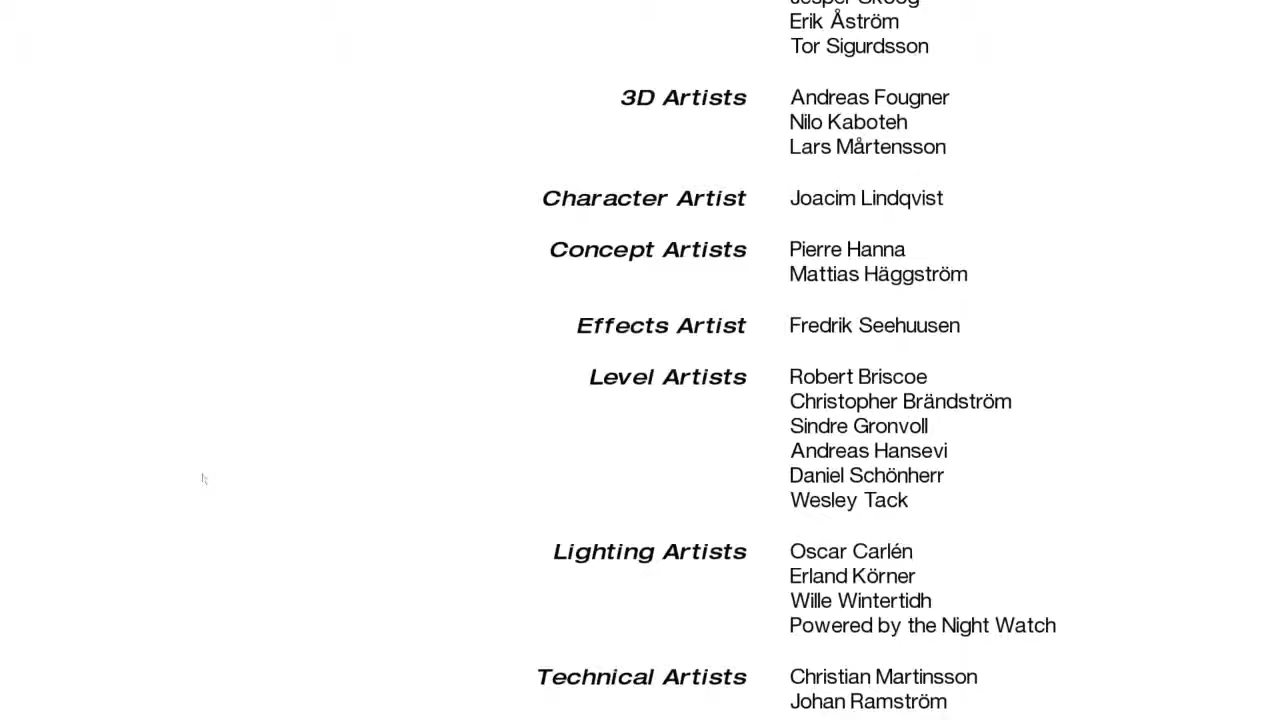 Jesper Skoog
Erik Åström
Tor Sigurdsson
3D Artists Andreas Fougner
Nilo Kaboteh
Lars Mårtensson
Character Artist Joacim Lindqvist
Concept Artists Pierre Hanna
Mattias Häggström
Effects Artist Fredrik Seehuusen
Level Artists Robert Briscoe
Christopher Brändström
Sindre Gronvoll
Andreas Hansevi
Daniel Schönherr
Wesley Tack
Lighting Artists Oscar Carlén
Erland Körner
Wille Wintertidh
Powered by the Night Watch
Technical Artists Christian Martinsson
Johan Ramström